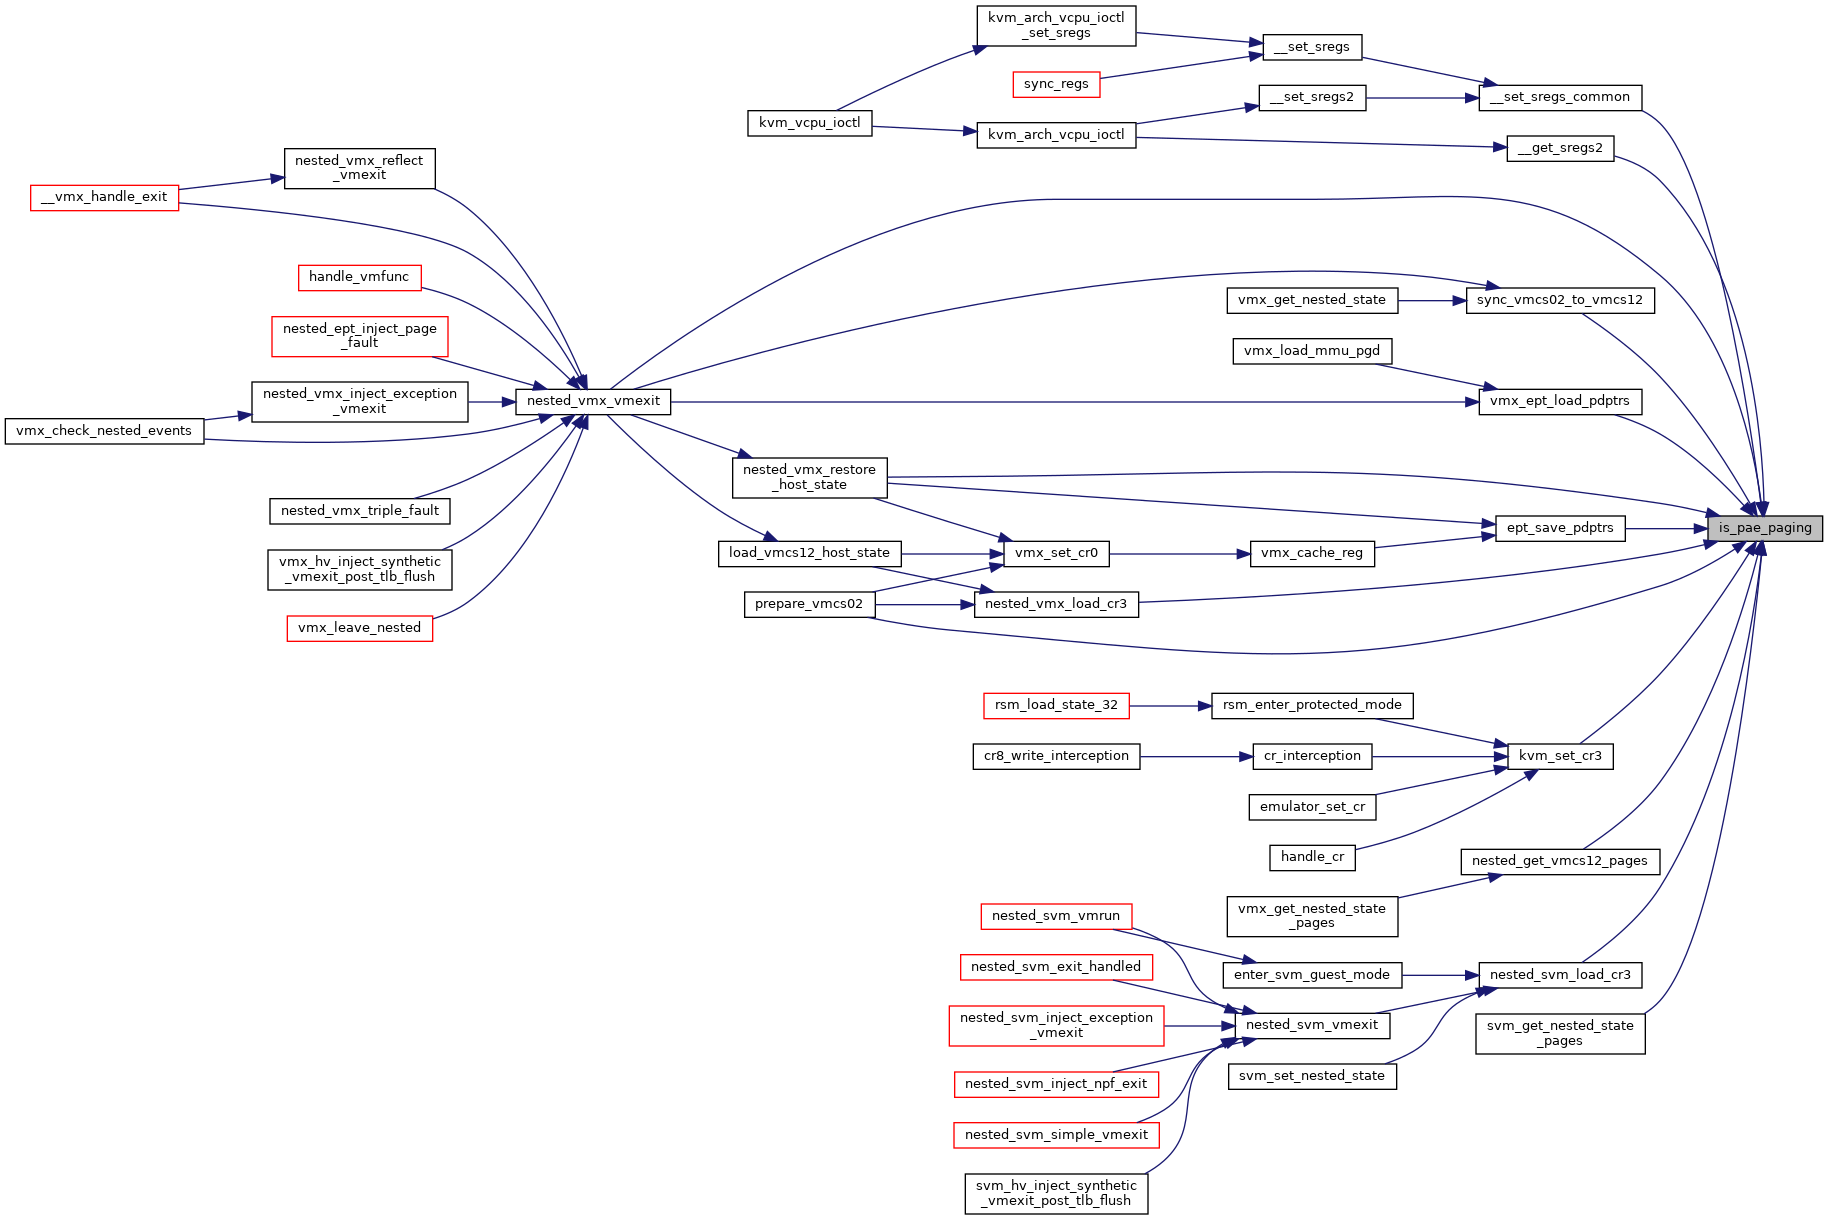 kvm_arch_vcpu_ioctl
_set_sregs
__set_sregs
sync_regs
__set_sregs2
__set_sregs_common
kvm_vcpu_ioctl
kvm_arch_vcpu_ioctl
__get_sregs2
nested_vmx_reflect
_vmexit
__vmx_handle_exit
handle_vmfunc
vmx_get_nested_state
sync_vmcs02_to_vmcs12
nested_ept_inject_page
_fault
vmx_load_mmu_pgd
nested_vmx_inject_exception
_vmexit
nested_vmx_vmexit
vmx_ept_load_pdptrs
vmx_check_nested_events
nested_vmx_restore
_host_state
nested_vmx_triple_fault
ept_save_pdptrs
is_pae_paging
load_vmcs12_host_state
vmx_set_cr0
vmx_cache_reg
vmx_hv_inject_synthetic
_vmexit_post_tlb_flush
prepare_vmcs02
nested_vmx_load_cr3
vmx_leave_nested
rsm_load_state_32
rsm_enter_protected_mode
cr8_write_interception
cr_interception
kvm_set_cr3
emulator_set_cr
handle_cr
nested_get_vmcs12_pages
vmx_get_nested_state
_pages
nested_svm_vmrun
nested_svm_exit_handled
enter_svm_guest_mode
nested_svm_load_cr3
nested_svm_inject_exception
_vmexit
nested_svm_vmexit
svm_get_nested_state
_pages
nested_svm_inject_npf_exit
svm_set_nested_state
nested_svm_simple_vmexit
svm_hv_inject_synthetic
_vmexit_post_tlb_flush